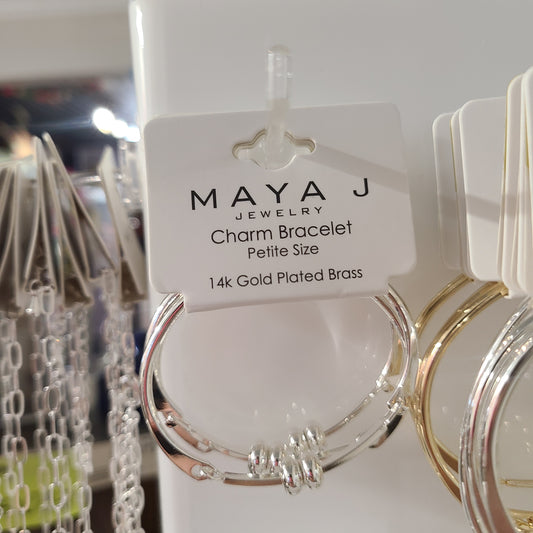 MAYA J
JEWELRY
Charm Bracelet
Petite Size
14k Gold Plated Brass